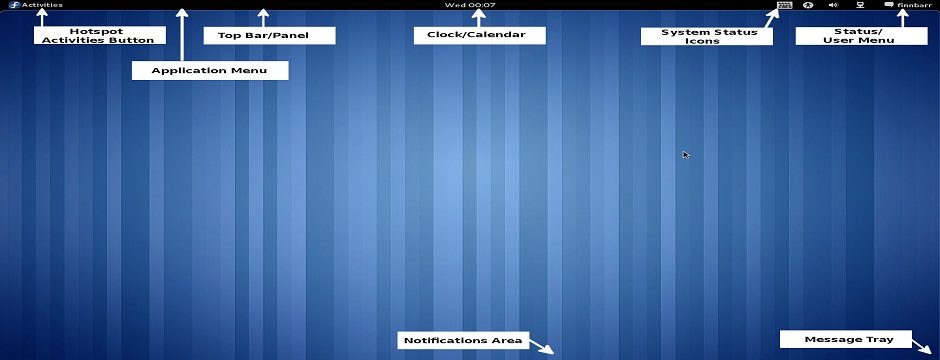 Activities
Wed 00:07
finnbarr
Hotspot
Activities Button
Top Bar/Panel
Clock/Calendar
System Status
Icons
Status/
User Menu
Application Menu
Notifications Area
Message Tray